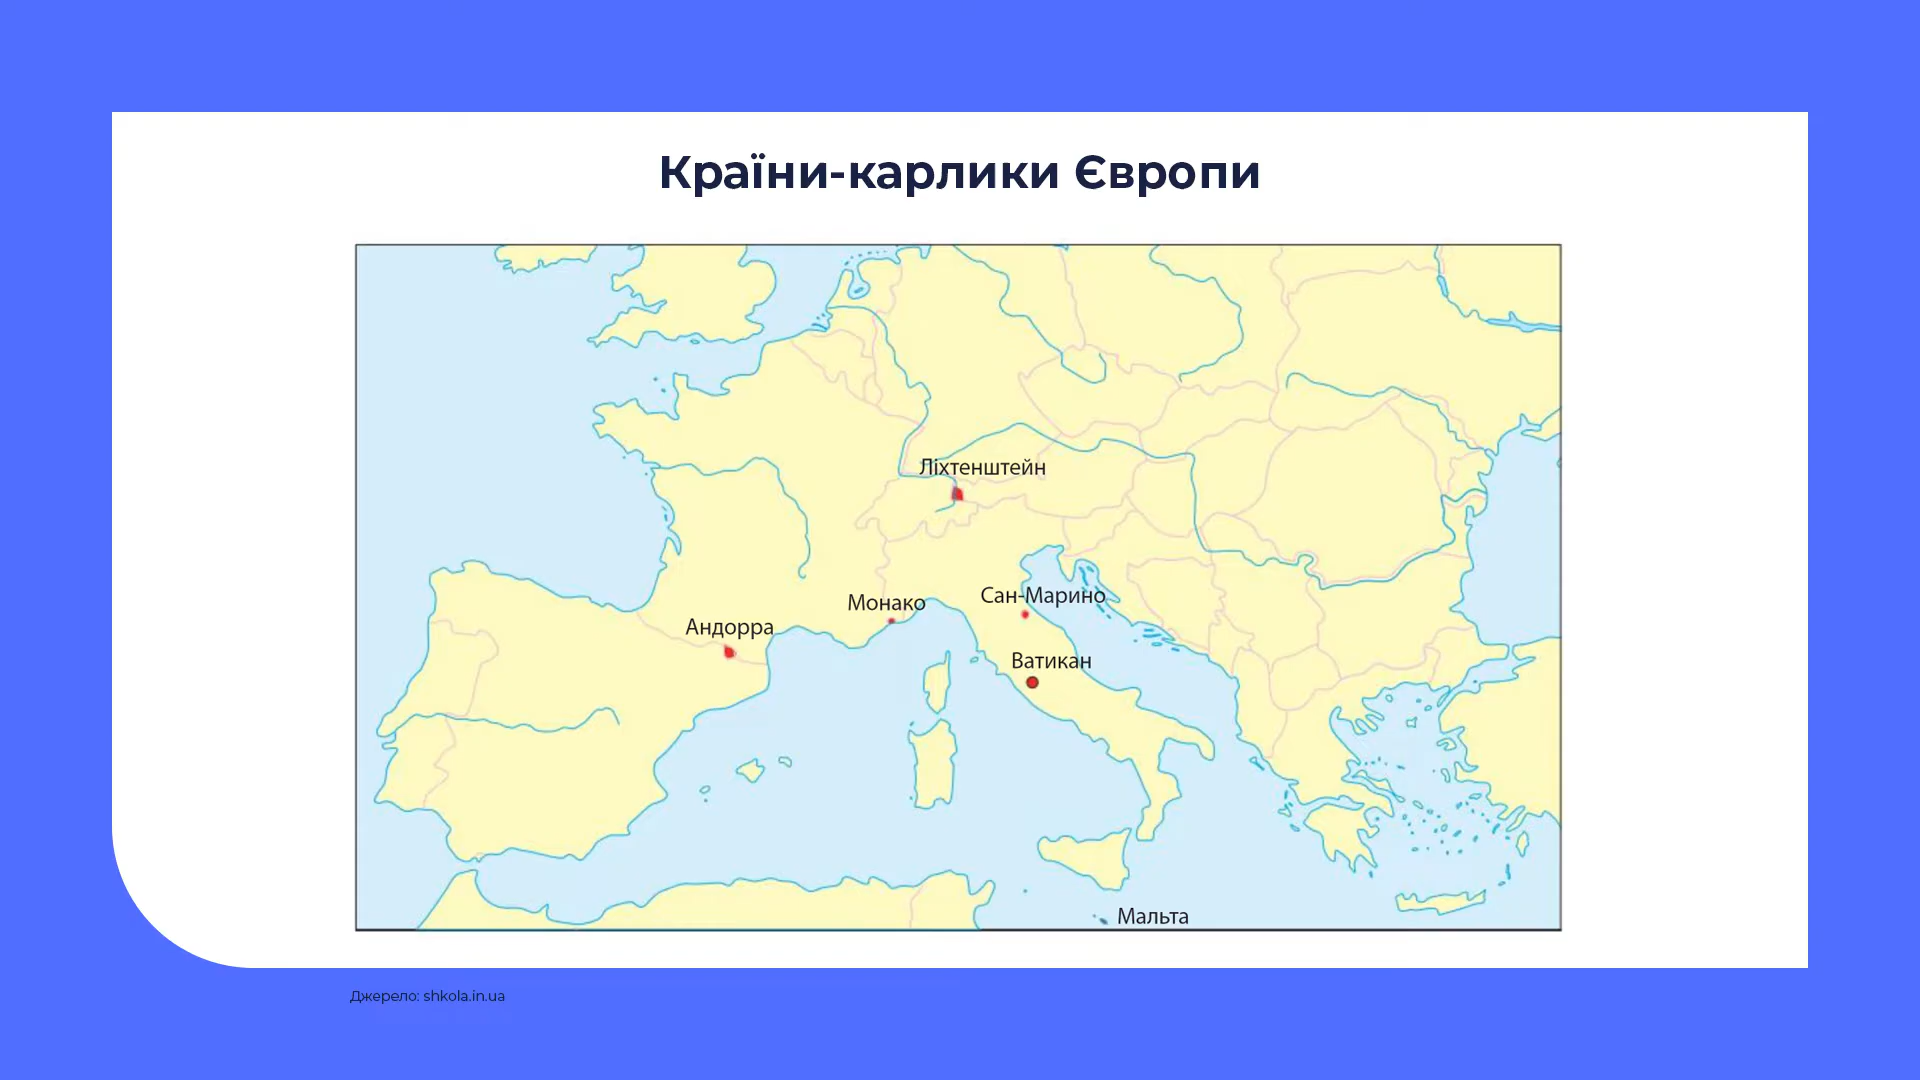 Країни-карлики Європи
Ліхтенштейн
Монако
Сан-Марино
Андорра
Ватикан
Мальта
Джерело: shkola.in.ua